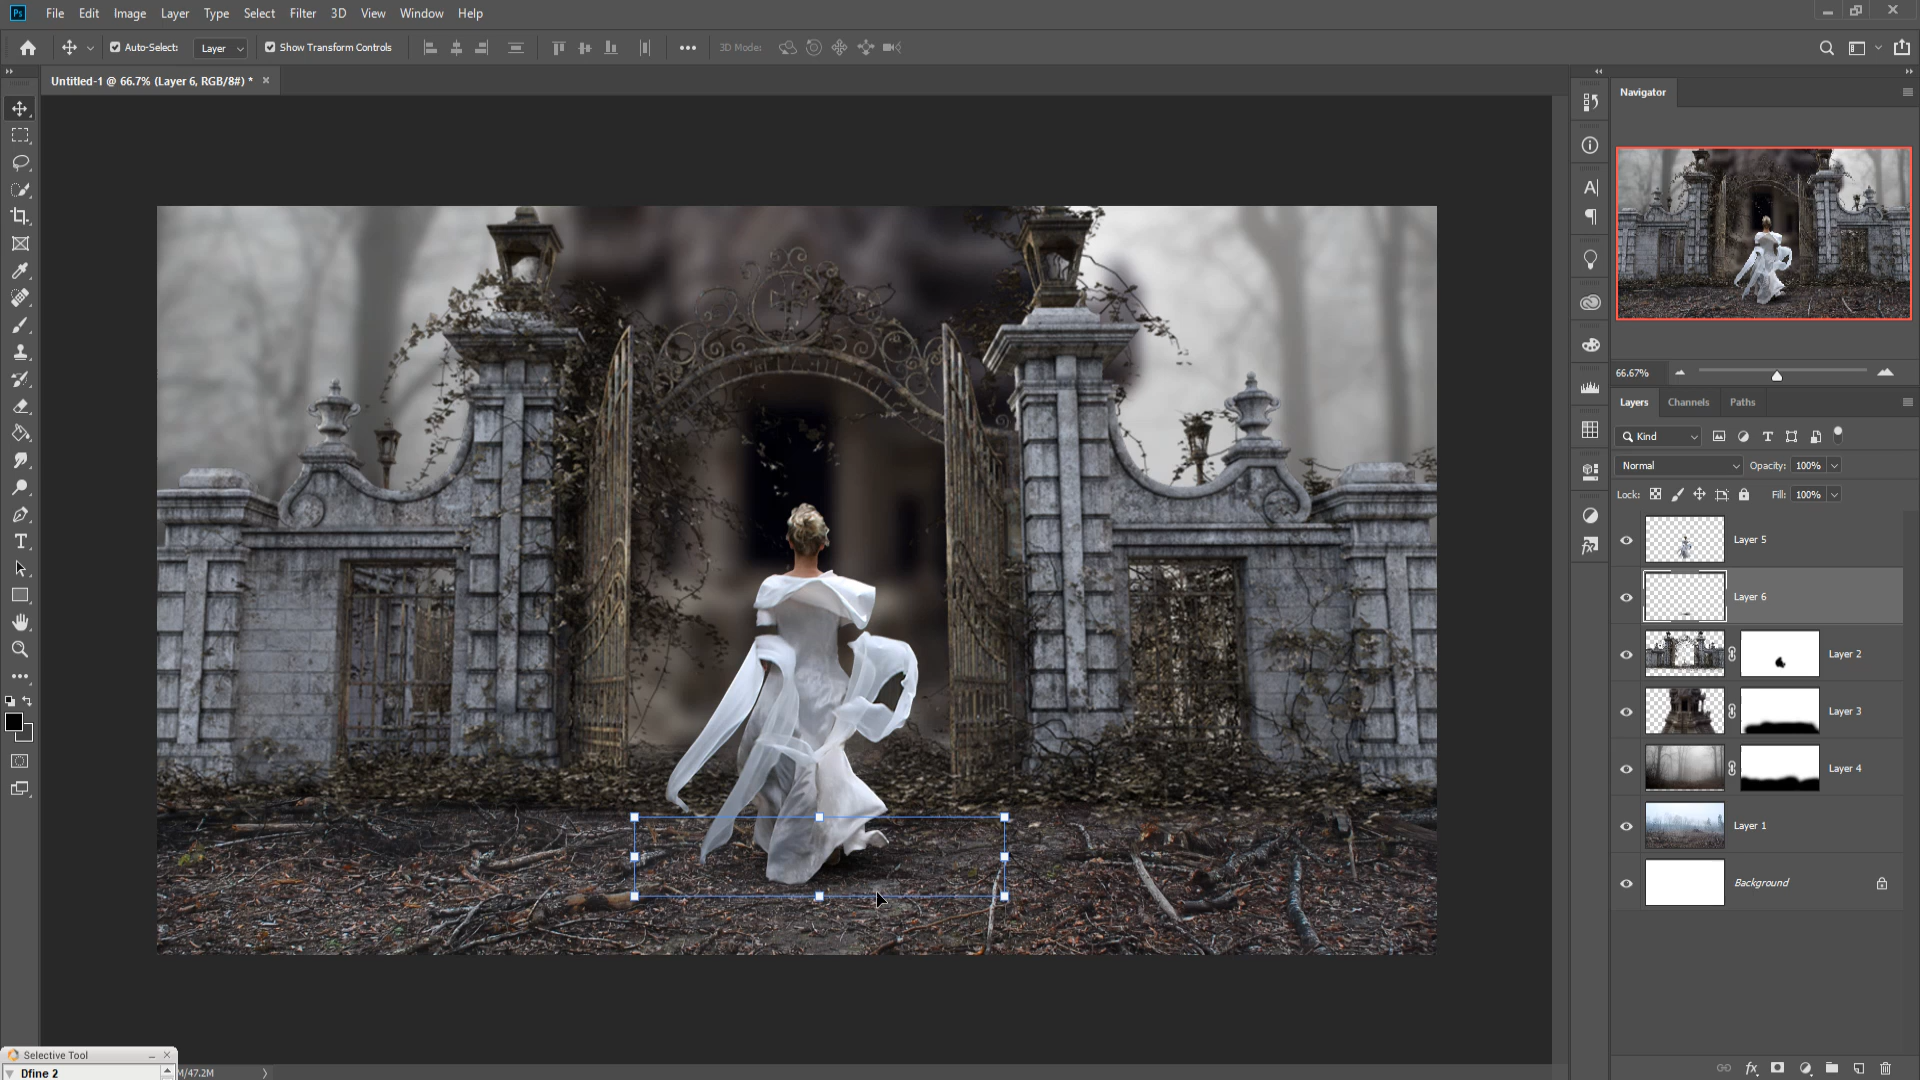 Ps File Edit Image Layer Type Select Filter 3D View Window Help
Auto-Select: Layer Show Transform Controls 3D Mode:
Untitled-1 @ 66.7% (Layer 6, RGB/8#) *
Navigator
66.67%
Layers Channels Paths
Kind
Normal Opacity: 100%
Lock: Fill: 100%
Layer 5
Layer 6
Layer 2
Layer 3
Layer 4
Layer 1
Background
Selective Tool
Dfine 2
M/47.2M